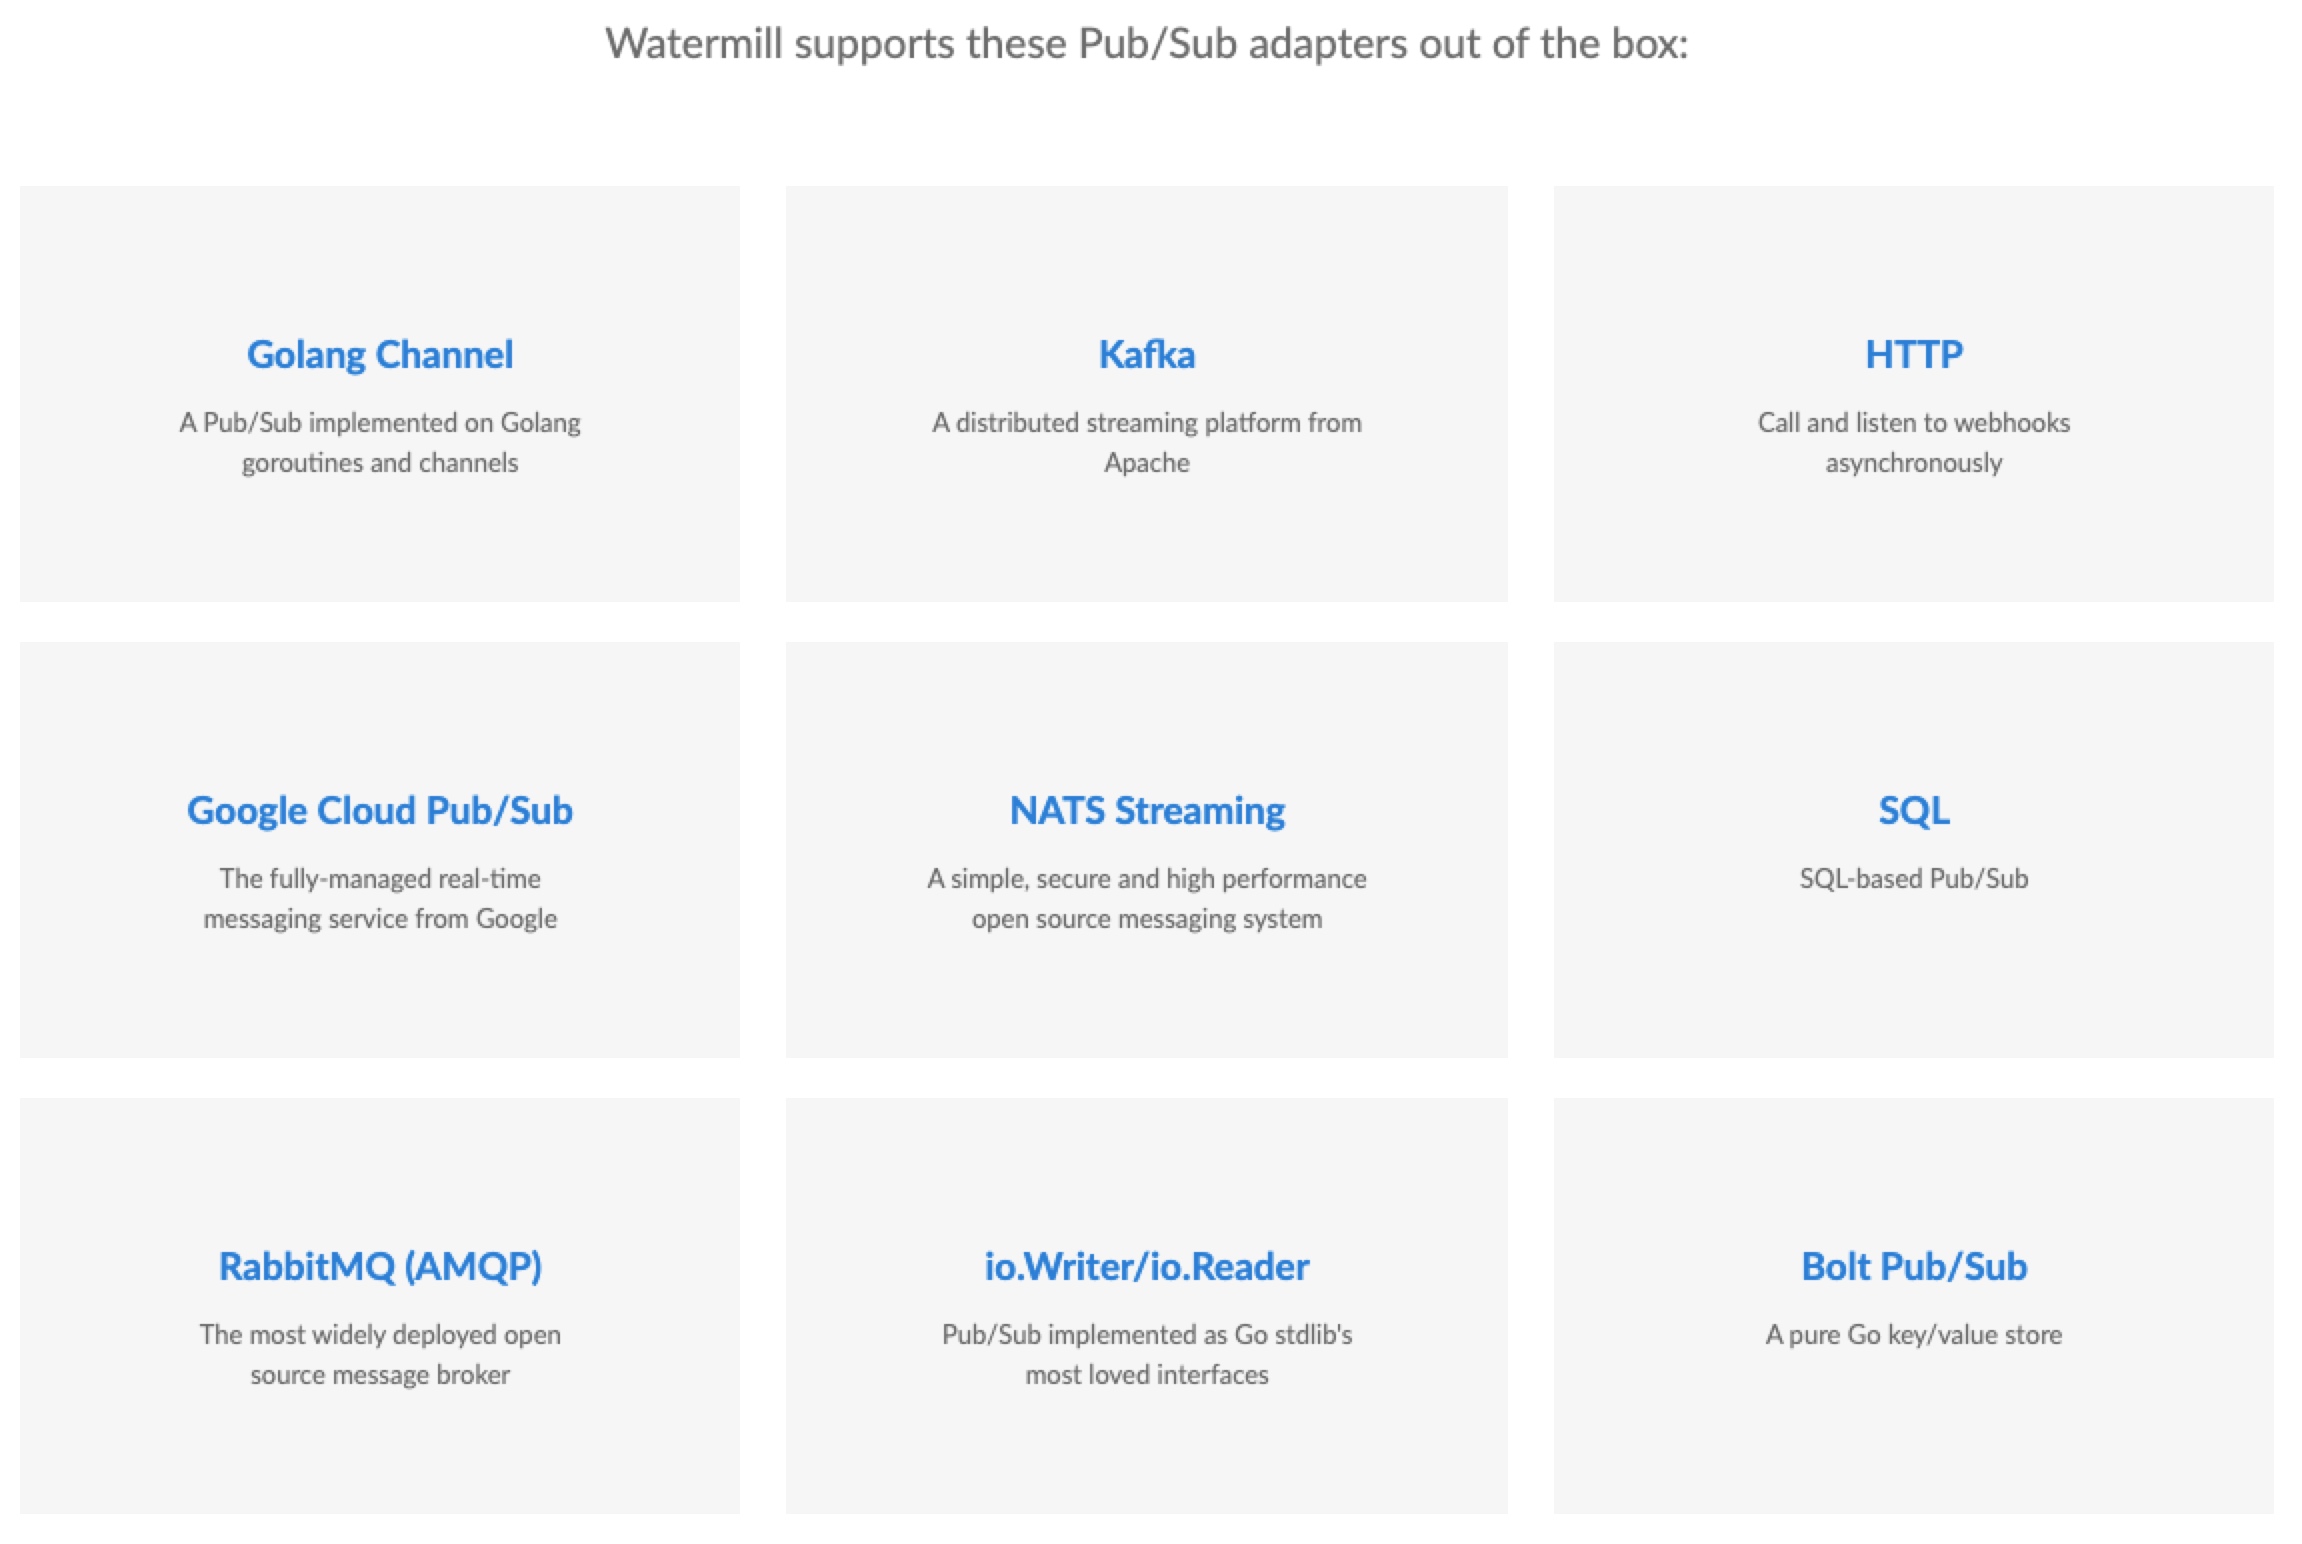 Watermill supports these Pub/Sub adapters out of the box:
Golang Channel
A Pub/Sub implemented on Golang
goroutines and channels
Kafka
A distributed streaming platform from
Apache
HTTP
Call and listen to webhooks
asynchronously
Google Cloud Pub/Sub
The fully-managed real-time
messaging service from Google
NATS Streaming
A simple, secure and high performance
open source messaging system
SQL
SQL-based Pub/Sub
RabbitMQ (AMQP)
The most widely deployed open
source message broker
io.Writer/io.Reader
Pub/Sub implemented as Go stdlib's
most loved interfaces
Bolt Pub/Sub
A pure Go key/value store